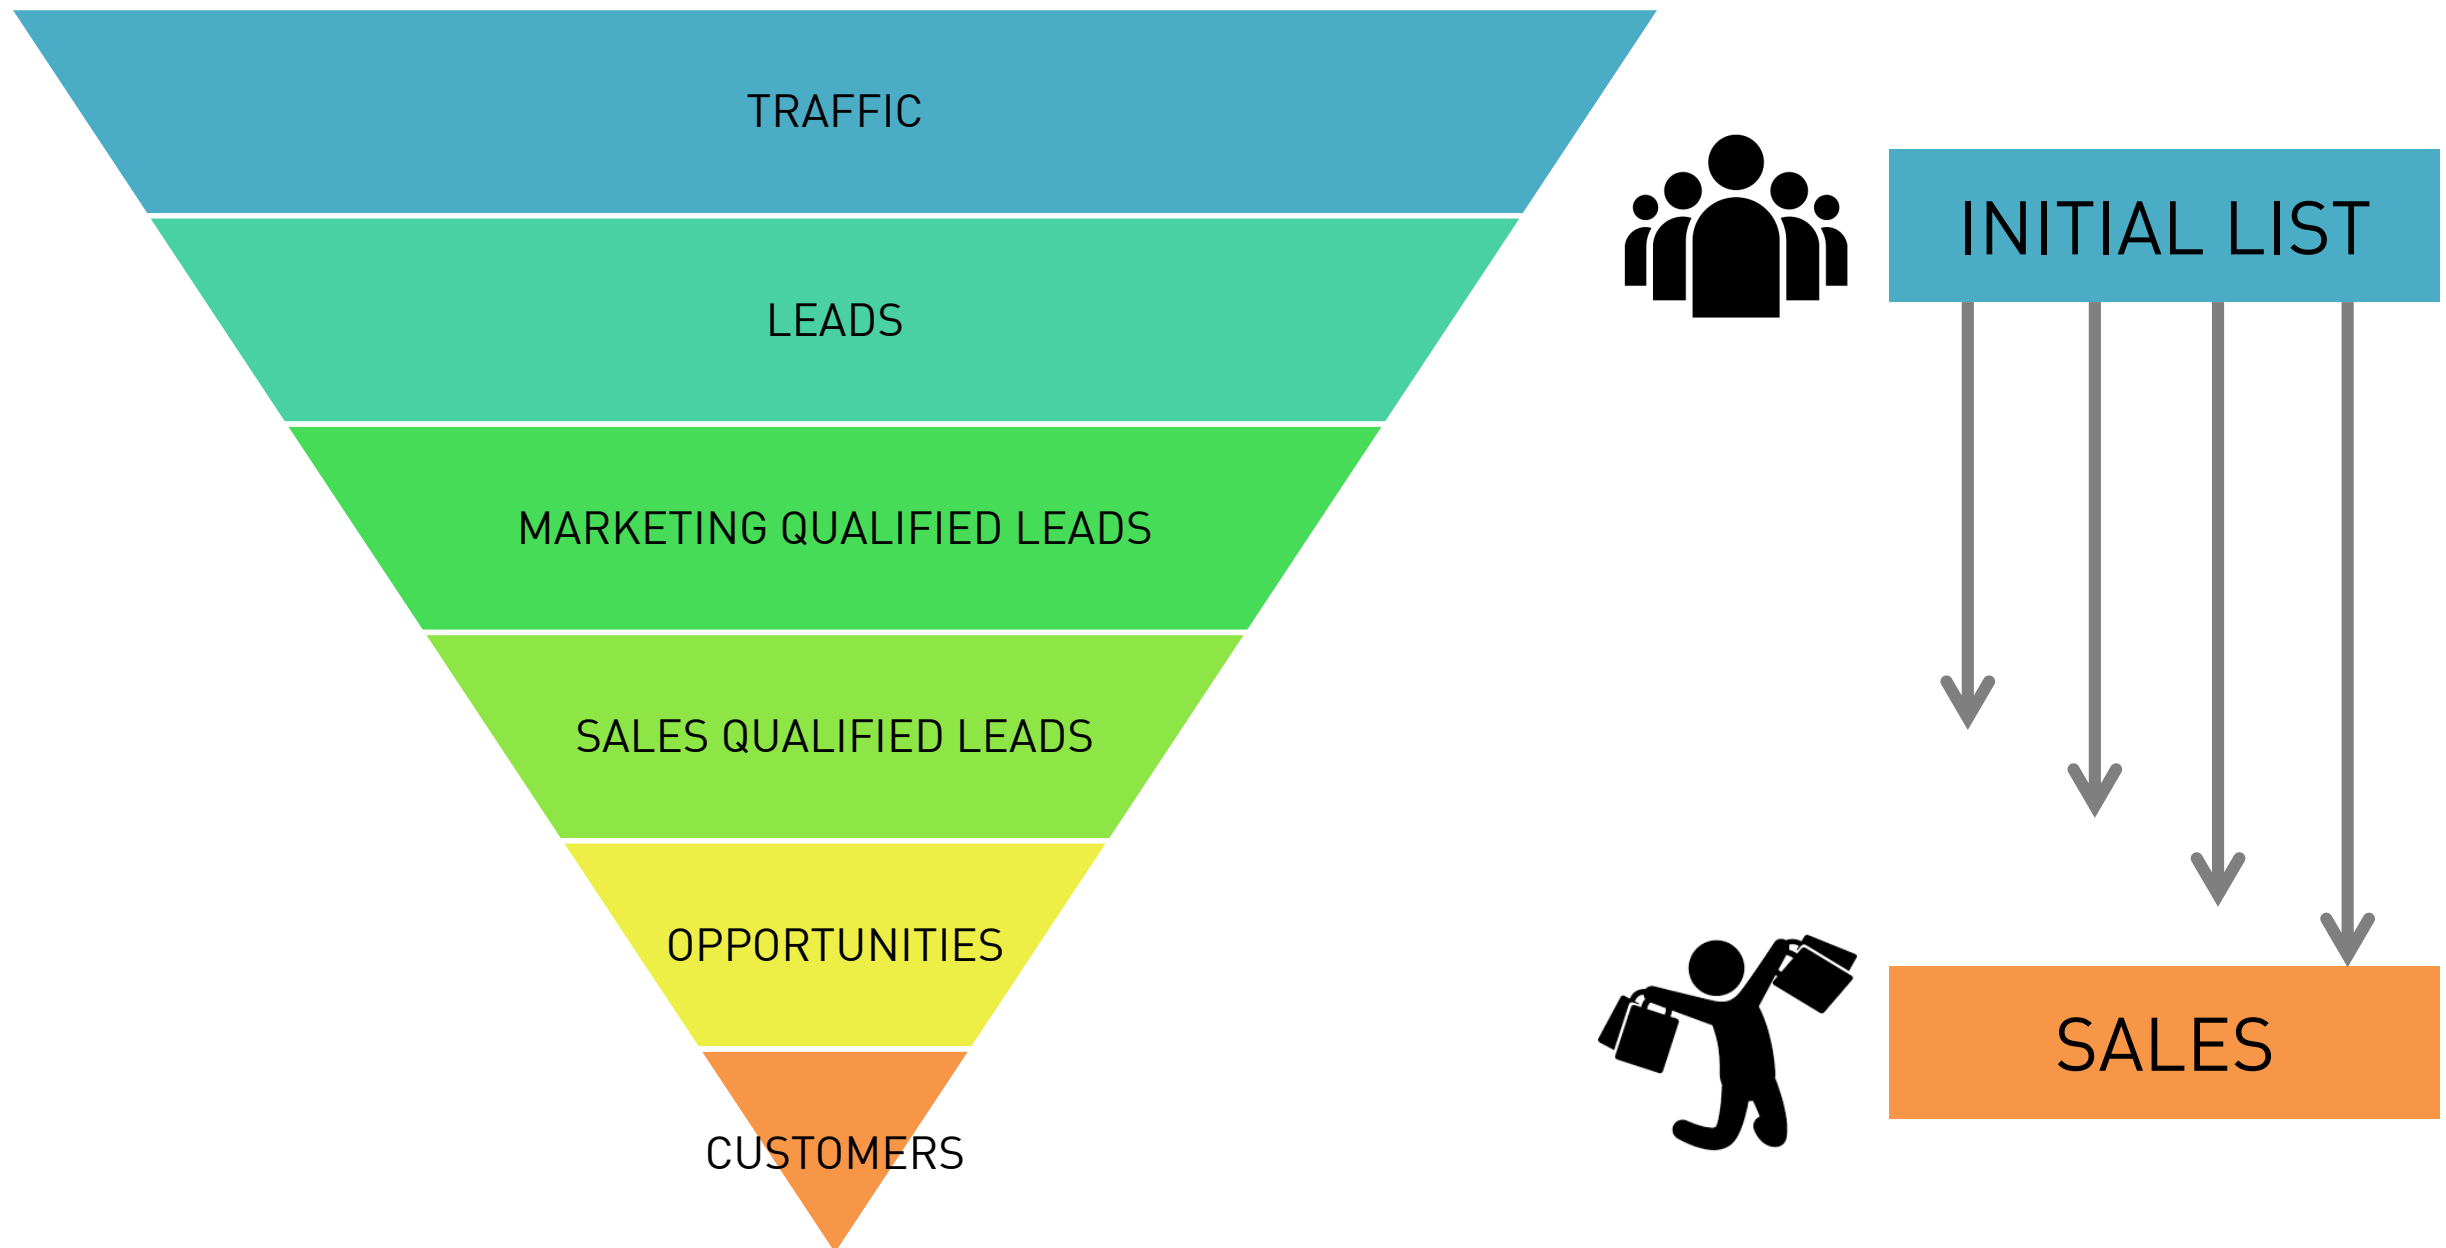 TRAFFIC
LEADS
MARKETING QUALIFIED LEADS
SALES QUALIFIED LEADS
OPPORTUNITIES
CUSTOMERS
INITIAL LIST
SALES